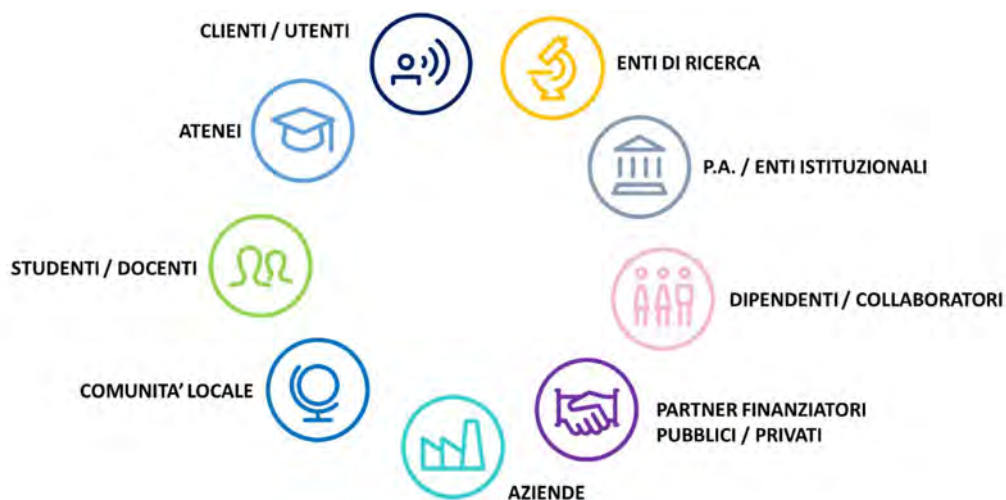 CLIENTI / UTENTI
ENTI DI RICERCA
ATENEI
P.A. / ENTI ISTITUZIONALI
STUDENTI / DOCENTI
DIPENDENTI / COLLABORATORI
COMUNITA' LOCALE
PARTNER FINANZIATORI
PUBBLICI / PRIVATI
AZIENDE